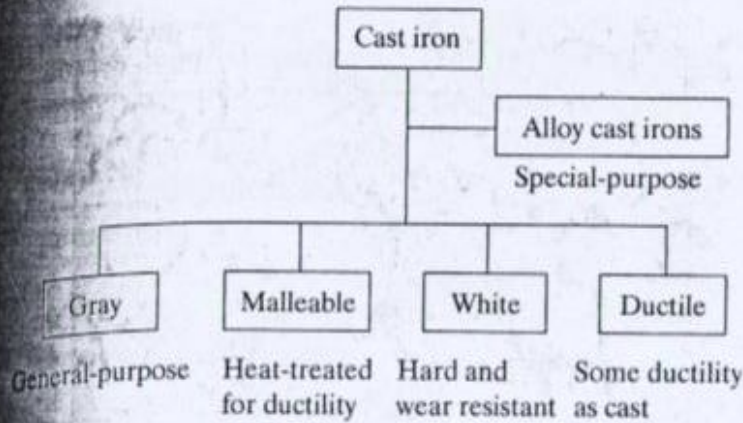 Cast iron
Alloy cast irons
Special-purpose
Gray
Malleable
White
Ductile
General-purpose
Heat-treated
for ductility
Hard and
wear resistant
Some ductility
as cast